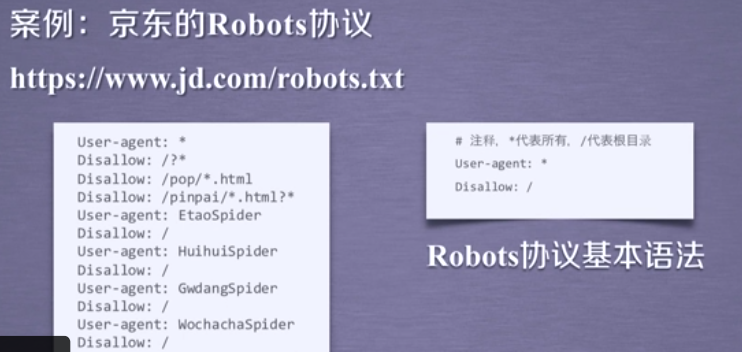 案例：京东的Robots协议
https://www.jd.com/robots.txt
User-agent: *
Disallow: /?*
Disallow: /pop/*.html
Disallow: /pinpai/*.html?*
User-agent: EtaoSpider
Disallow: /
User-agent: HuihuiSpider
Disallow: /
User-agent: GwdangSpider
Disallow: /
User-agent: WochachaSpider
Disallow: /
# 注释，*代表所有，/代表根目录
User-agent: *
Disallow: /
Robots协议基本语法